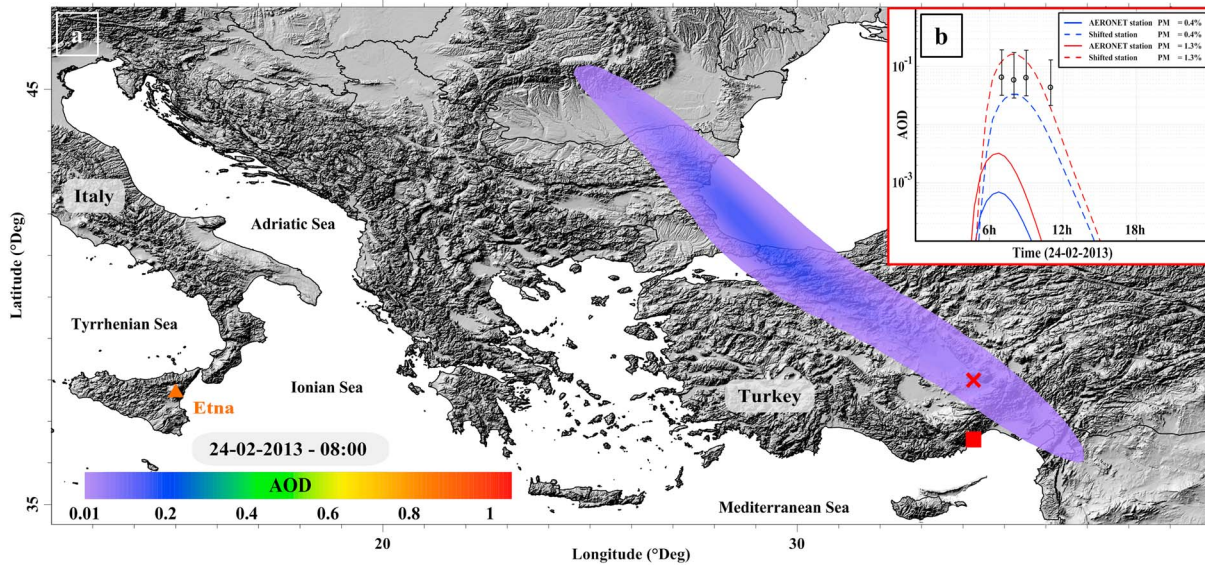 a
45
Latitude (°Deg)
35
Italy
Adriatic Sea
Tyrrhenian Sea
Ionian Sea
Etna
Turkey
Mediterranean Sea
24-02-2013 - 08:00
AOD
0.01 0.2 0.4 0.6 0.8 1
20 30
Longitude (°Deg)
b
AERONET station PM = 0.4%
Shifted station PM = 0.4%
AERONET station PM = 1.3%
Shifted station PM = 1.3%
10⁻¹
AOD
10⁻³
6h 12h 18h
Time (24-02-2013)